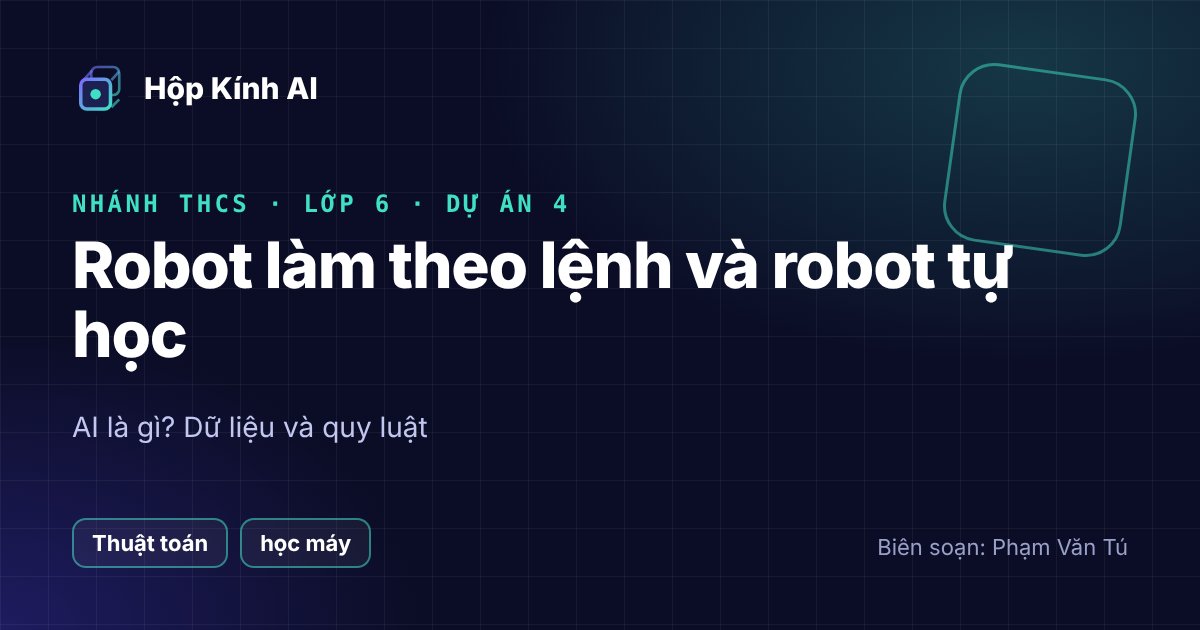 Hộp Kính AI
NHÁNH THCS · LỚP 6 · DỰ ÁN 4
Robot làm theo lệnh và robot tự
học
AI là gì? Dữ liệu và quy luật
Thuật toán
học máy
Biên soạn: Phạm Văn Tú